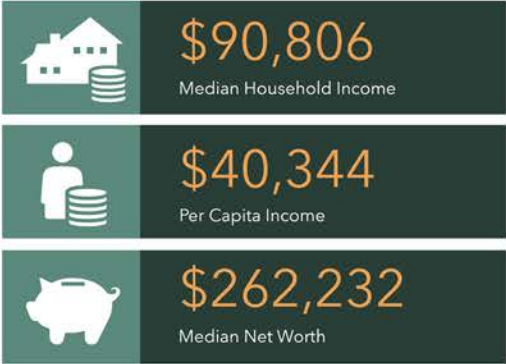 $90,806
Median Household Income
$40,344
Per Capita Income
$262,232
Median Net Worth